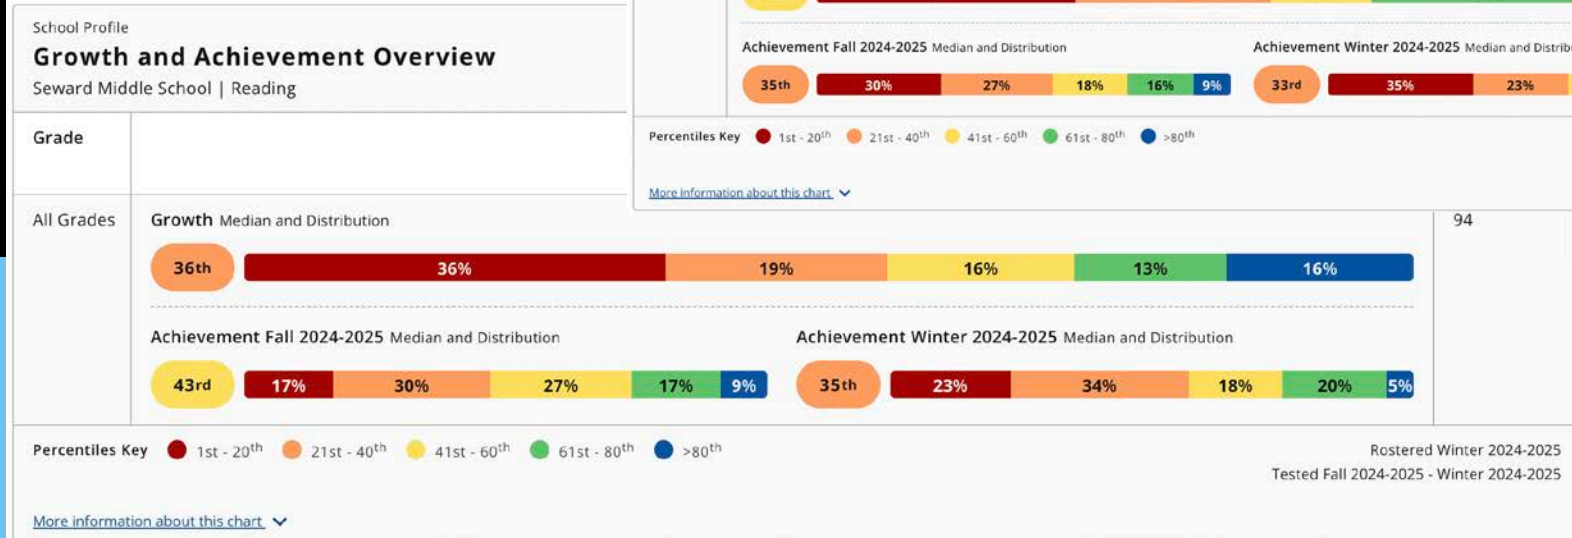 School Profile
Growth and Achievement Overview
Seward Middle School | Reading
Grade
All Grades
Growth Median and Distribution
36th 36% 19% 16% 13% 16%
94
Achievement Fall 2024-2025 Median and Distribution
43rd 17% 30% 27% 17% 9%
Achievement Winter 2024-2025 Median and Distribution
35th 23% 34% 18% 20% 5%
Percentiles Key 1st - 20th 21st - 40th 41st - 60th 61st - 80th >80th
Rostered Winter 2024-2025
Tested Fall 2024-2025 - Winter 2024-2025
More information about this chart
Achievement Fall 2024-2025 Median and Distribution
35th 30% 27% 18% 16% 9%
Achievement Winter 2024-2025 Median and
33rd 35% 23%
Percentiles Key 1st - 20th 21st - 40th 41st - 60th 61st - 80th >80th
More information about this chart